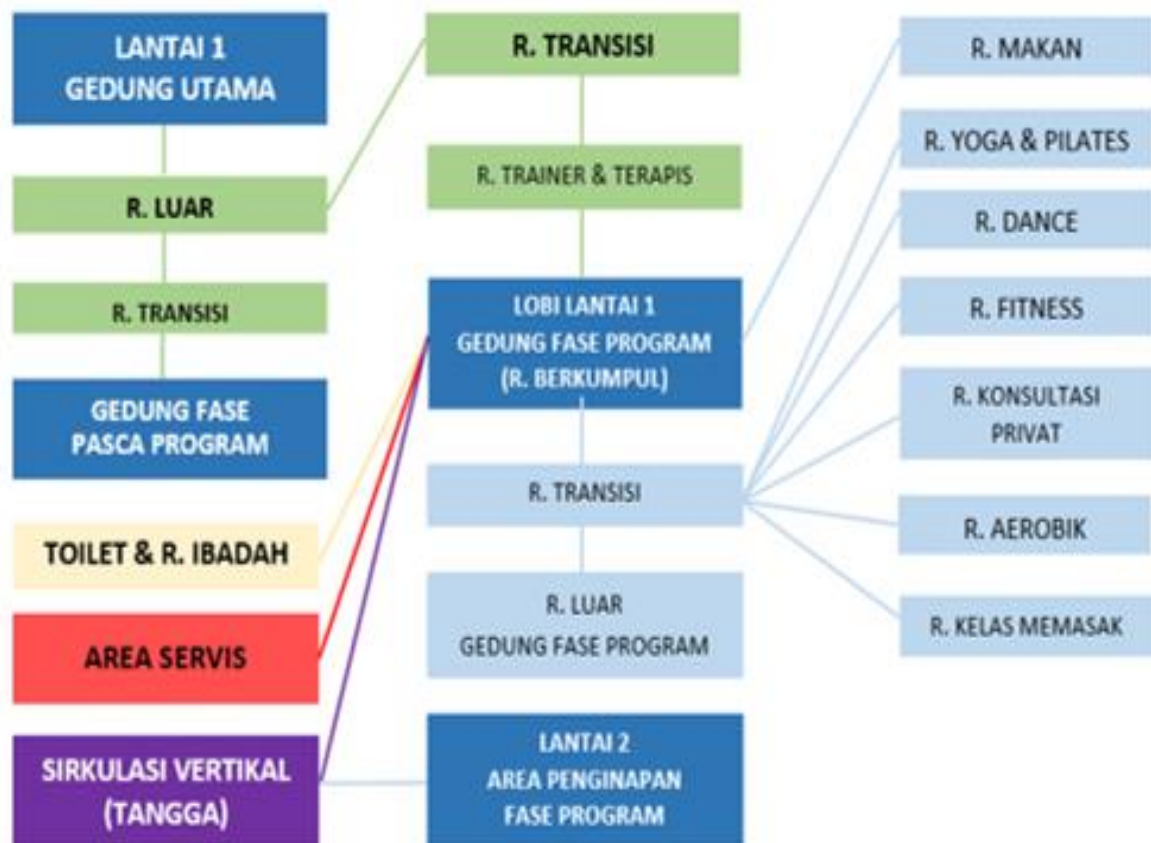 LANTAI 1
GEDUNG UTAMA
R. LUAR
R. TRANSISI
GEDUNG FASE
PASCA PROGRAM
TOILET & R. IBADAH
AREA SERVIS
SIRKULASI VERTIKAL
(TANGGA)
R. TRANSISI
R. TRAINER & TERAPIS
LOBI LANTAI 1
GEDUNG FASE PROGRAM
(R. BERKUMPUL)
R. TRANSISI
R. LUAR
GEDUNG FASE PROGRAM
LANTAI 2
AREA PENGINAPAN
FASE PROGRAM
R. MAKAN
R. YOGA & PILATES
R. DANCE
R. FITNESS
R. KONSULTASI
PRIVAT
R. AEROBIK
R. KELAS MEMASAK